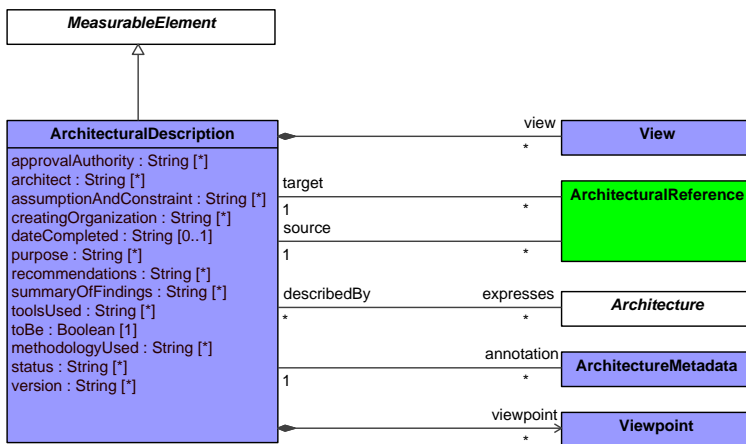 MeasurableElement
ArchitecturalDescription
approvalAuthority : String [*]
architect : String [*]
assumptionAndConstraint : String [*]
creatingOrganization : String [*]
dateCompleted : String [0..1]
purpose : String [*]
recommendations : String [*]
summaryOfFindings : String [*]
toolsUsed : String [*]
toBe : Boolean [1]
methodologyUsed : String [*]
status : String [*]
version : String [*]
view
*
View
target
1
*
source
1
*
ArchitecturalReference
describedBy
*
expresses
*
Architecture
1
annotation
*
ArchitectureMetadata
viewpoint
*
Viewpoint